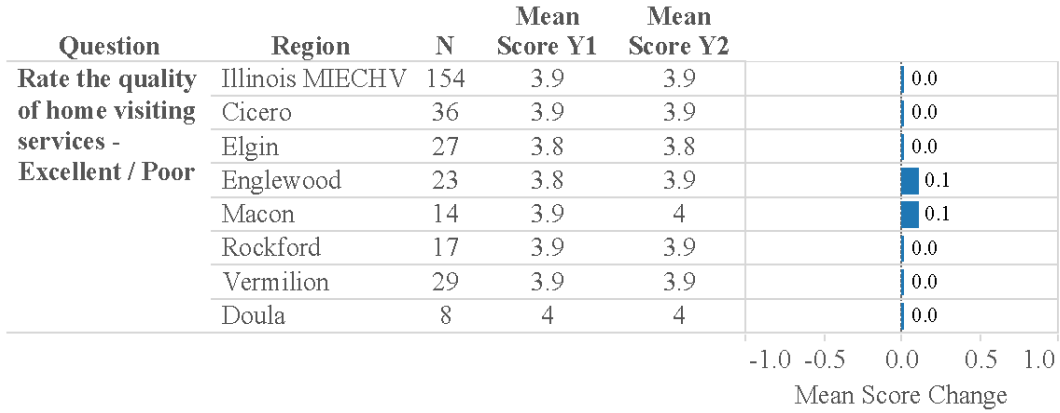 Question Region N Mean Score Y1 Mean Score Y2
Rate the quality of home visiting services - Excellent / Poor
Illinois MIECHV 154 3.9 3.9 0.0
Cicero 36 3.9 3.9 0.0
Elgin 27 3.8 3.8 0.0
Englewood 23 3.8 3.9 0.1
Macon 14 3.9 4 0.1
Rockford 17 3.9 3.9 0.0
Vermilion 29 3.9 3.9 0.0
Doula 8 4 4 0.0
-1.0 -0.5 0.0 0.5 1.0
Mean Score Change